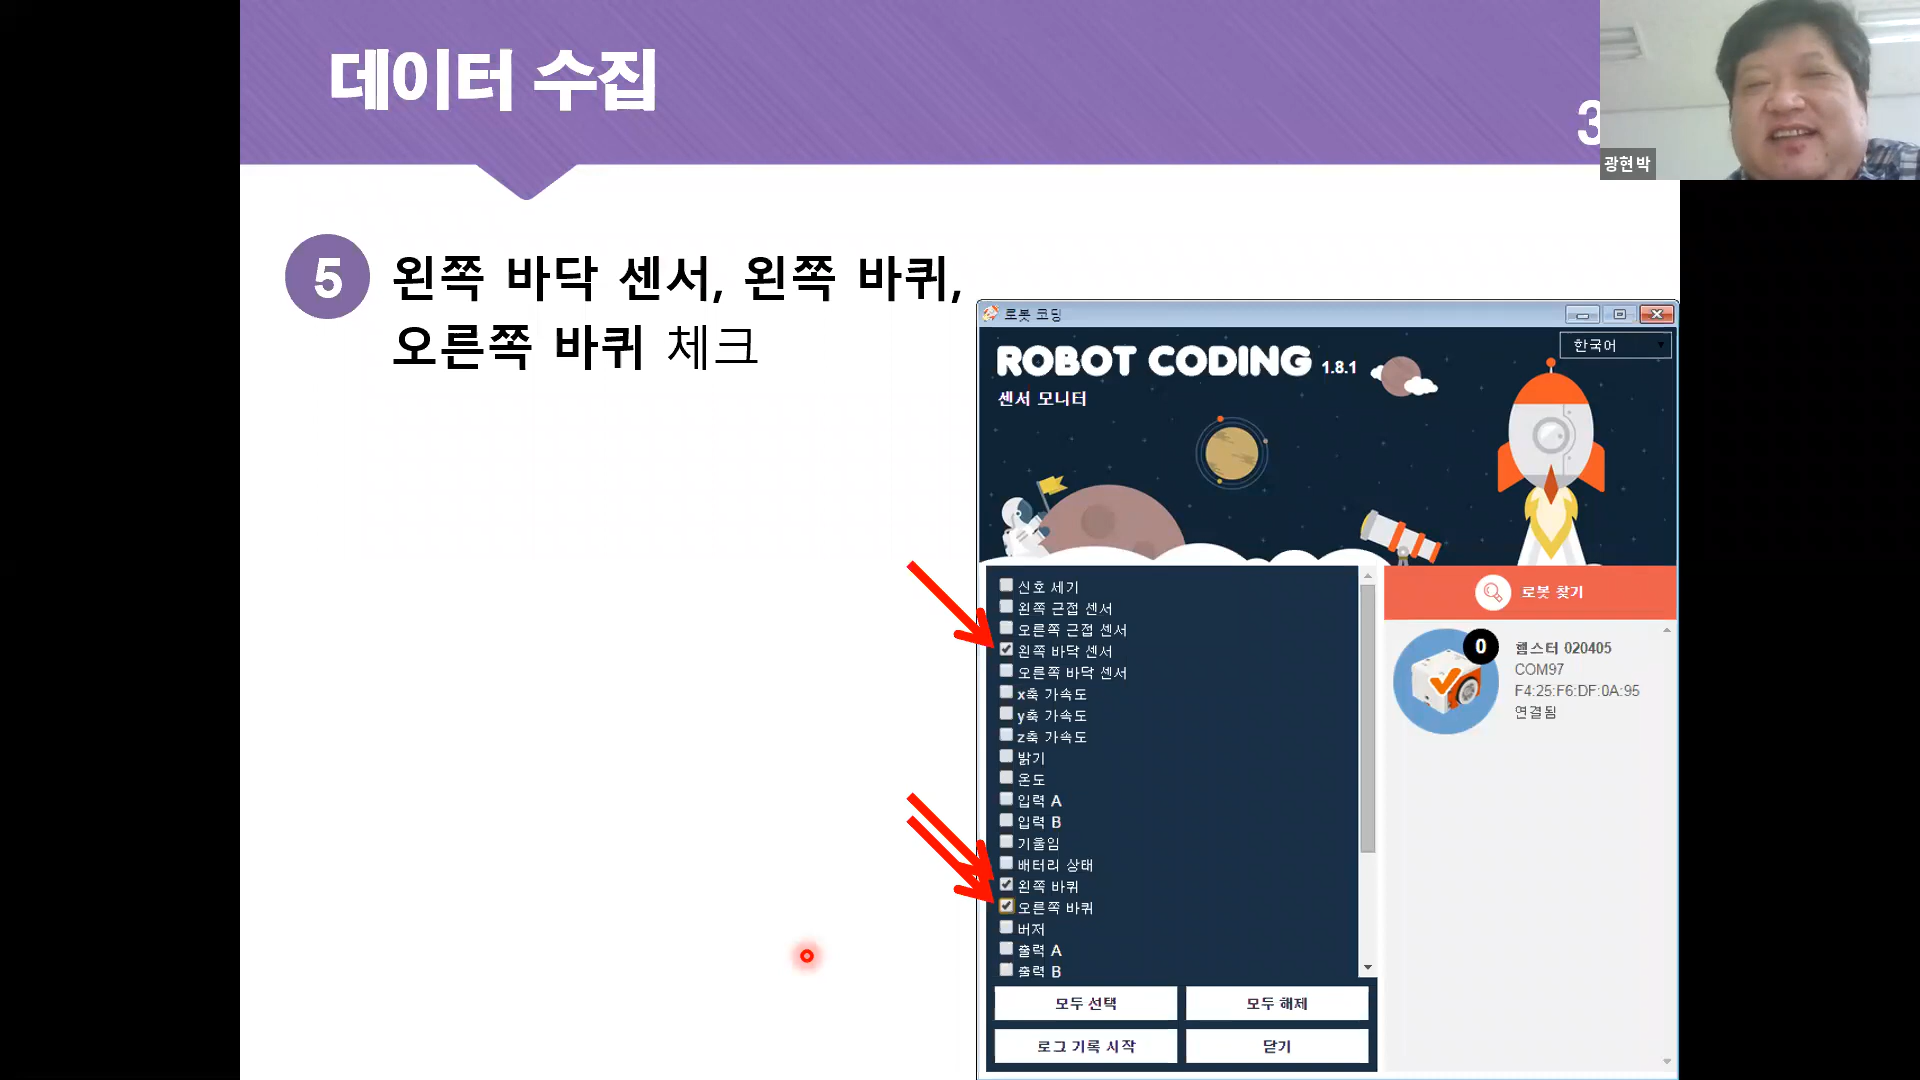 데이터 수집
3
광현 박
5 왼쪽 바닥 센서, 왼쪽 바퀴,
오른쪽 바퀴 체크
로봇 코딩
한국어
ROBOT CODING 1.8.1
센서 모니터
신호 세기
왼쪽 근접 센서
오른쪽 근접 센서
왼쪽 바닥 센서
오른쪽 바닥 센서
x축 가속도
y축 가속도
z축 가속도
밝기
온도
입력 A
입력 B
기울임
배터리 상태
왼쪽 바퀴
오른쪽 바퀴
버저
출력 A
출력 B
모두 선택
모두 해제
로그 기록 시작
닫기
로봇 찾기
0
햄스터 020405
COM97
F4:25:F6:DF:0A:95
연결됨